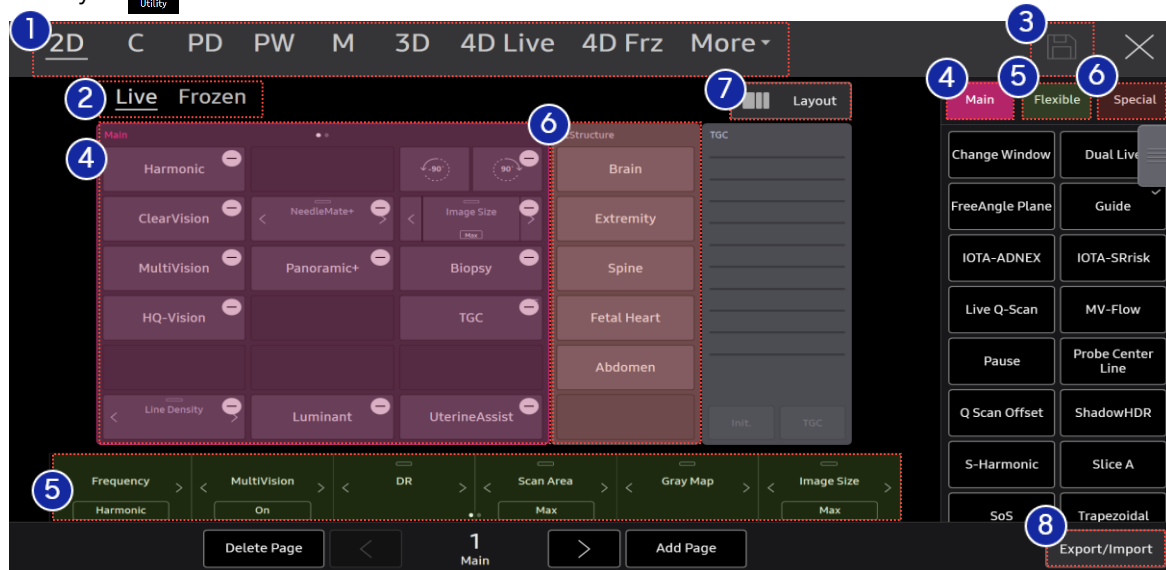 Utility
1 2D C PD PW M 3D 4D Live 4D Frz More 3
2 Live Frozen 7 Layout 4 Main 5 Flexible 6 Special
Main 6 Structure TGC
4 Harmonic -90° 90° Brain Change Window Dual Live
ClearVision < NeedleMate+ > < Image Size > Extremity FreeAngle Plane Guide
Max
MultiVision Panoramic+ Biopsy Spine IOTA-ADNEX IOTA-SRrisk
HQ-Vision TGC Fetal Heart Live Q-Scan MV-Flow
Abdomen Pause Probe Center
Line
< Line Density > Luminant UterineAssist Init. TGC Q Scan Offset ShadowHDR
S-Harmonic Slice A
5 Frequency > < MultiVision > < DR > < Scan Area > < Gray Map > < Image Size >
Harmonic On Max Max SoS Trapezoidal
8
Delete Page < 1 > Add Page Export/Import
Main